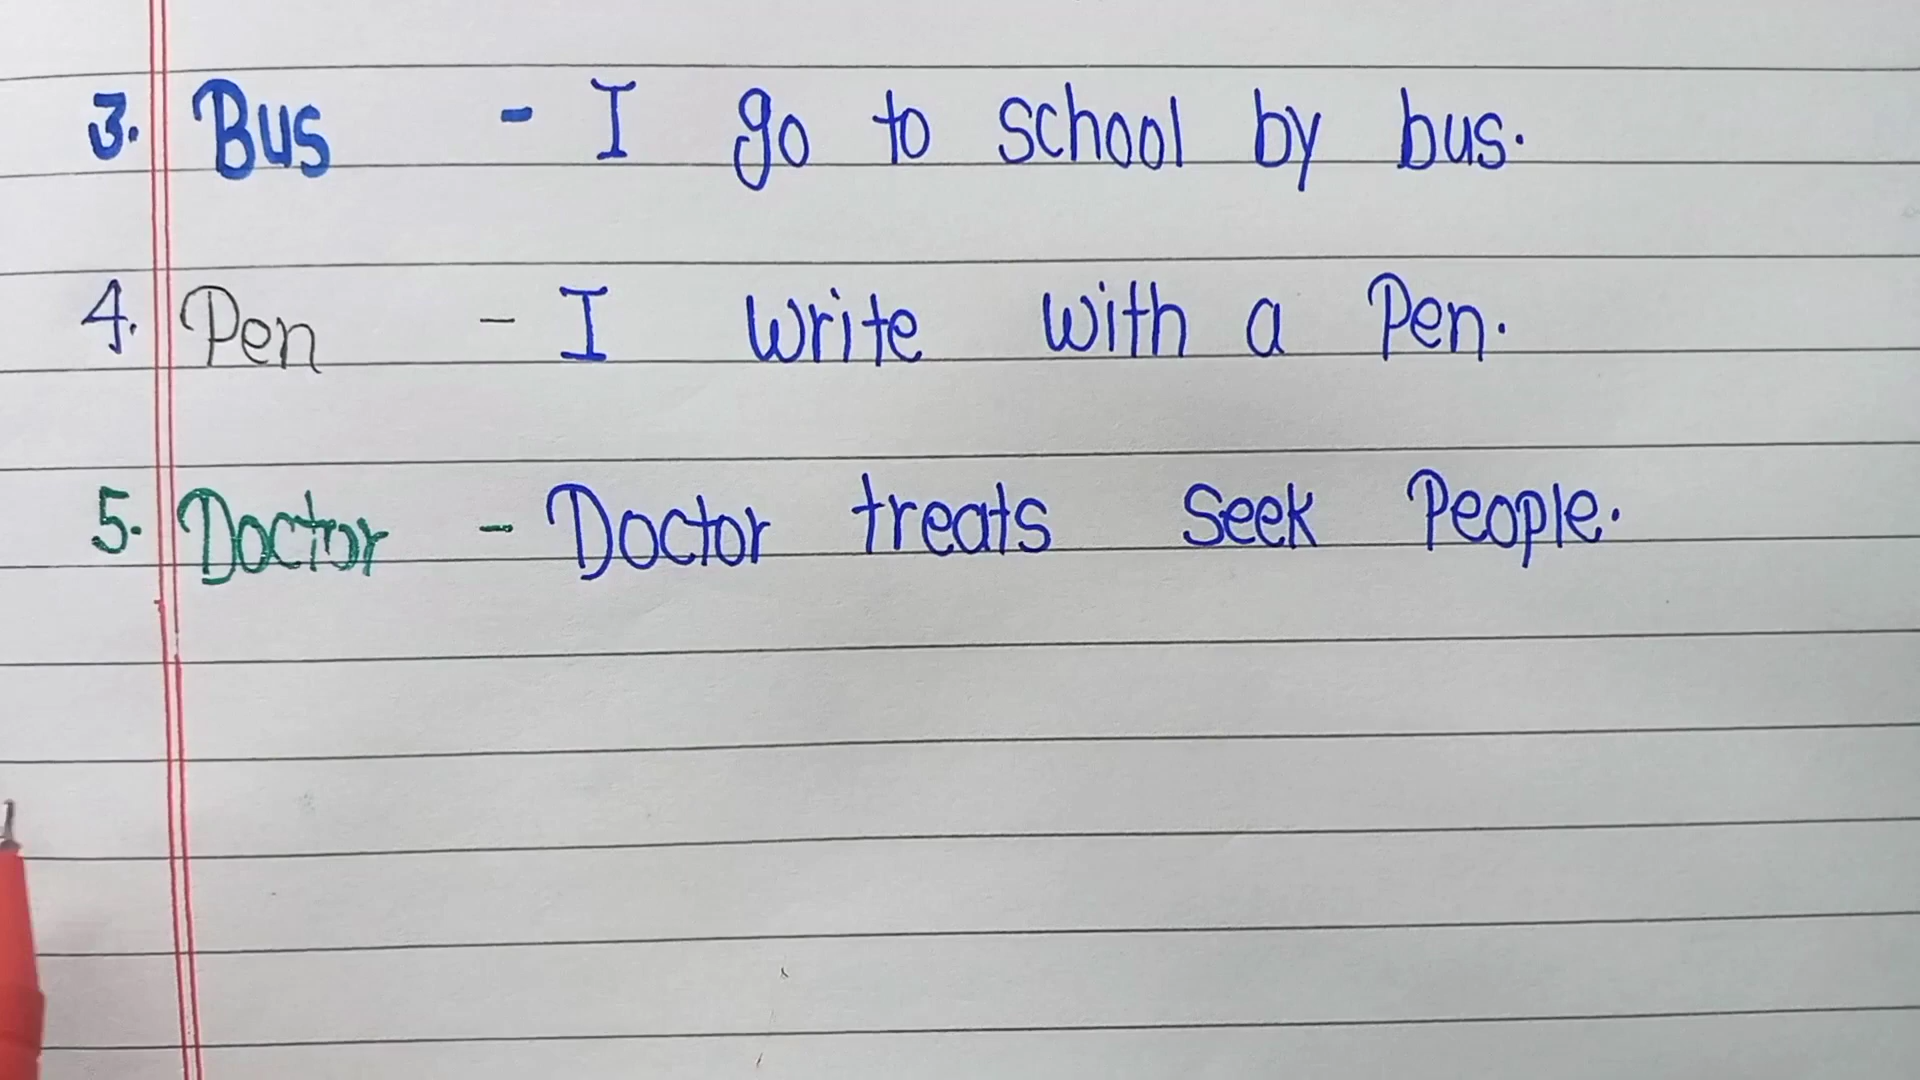 3. Bus - I go to school by bus.
4. Pen - I write with a Pen.
5. Doctor - Doctor treats Seek People.